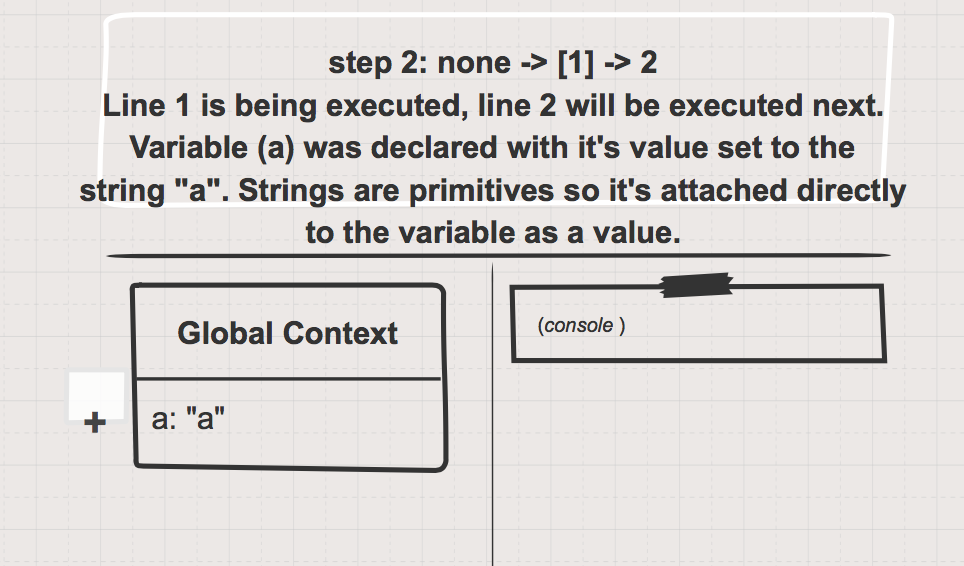 step 2: none -> [1] -> 2
Line 1 is being executed, line 2 will be executed next.
Variable (a) was declared with it's value set to the
string "a". Strings are primitives so it's attached directly
to the variable as a value.
Global Context
+
a: "a"
(console )